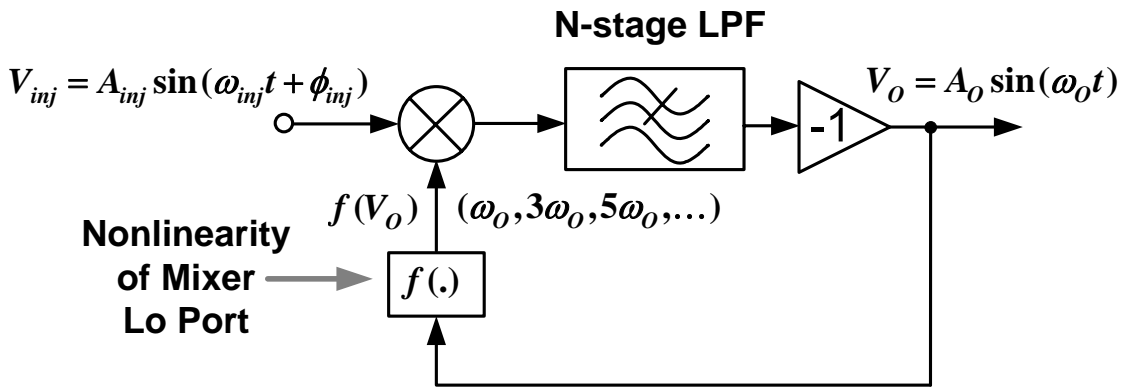 N-stage LPF
V_inj = A_inj sin(ω_inj t + ϕ_inj)
V_O = A_O sin(ω_O t)
-1
f(V_O) (ω_O, 3ω_O, 5ω_O, ...)
Nonlinearity
of Mixer
Lo Port
f(.)